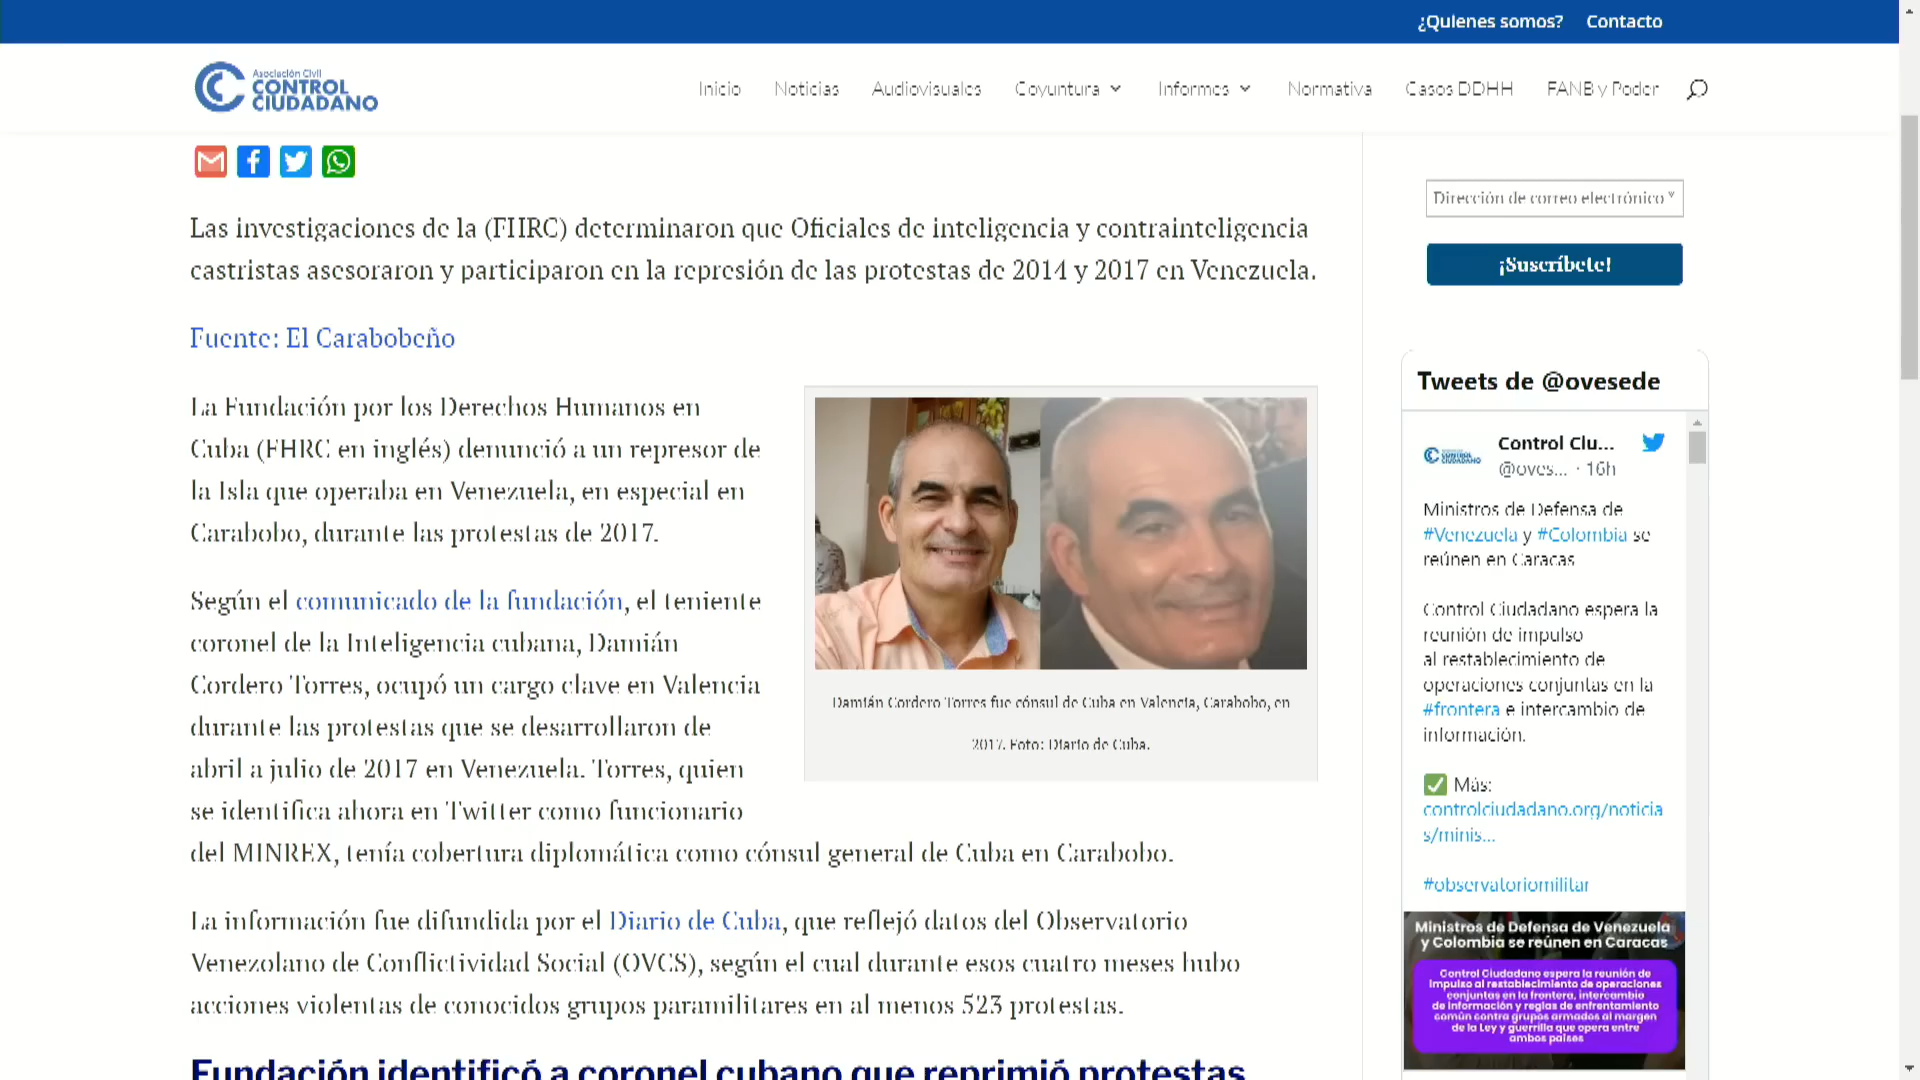 ¿Quienes somos? Contacto
Asociación Civil
CONTROL
CIUDADANO
Inicio Noticias Audiovisuales Coyuntura Informes Normativa Casos DDHH FANB y Poder
Las investigaciones de la (FHRC) determinaron que Oficiales de inteligencia y contrainteligencia
castristas asesoraron y participaron en la represión de las protestas de 2014 y 2017 en Venezuela.
Fuente: El Carabobeño
La Fundación por los Derechos Humanos en
Cuba (FHRC en inglés) denunció a un represor de
la Isla que operaba en Venezuela, en especial en
Carabobo, durante las protestas de 2017.
Según el comunicado de la fundación, el teniente
coronel de la Inteligencia cubana, Damián
Cordero Torres, ocupó un cargo clave en Valencia
durante las protestas que se desarrollaron de
abril a julio de 2017 en Venezuela. Torres, quien
se identifica ahora en Twitter como funcionario
del MINREX, tenía cobertura diplomática como cónsul general de Cuba en Carabobo.
Damián Cordero Torres fue cónsul de Cuba en Valencia, Carabobo, en
2017. Foto: Diario de Cuba.
La información fue difundida por el Diario de Cuba, que reflejó datos del Observatorio
Venezolano de Conflictividad Social (OVCS), según el cual durante esos cuatro meses hubo
acciones violentas de conocidos grupos paramilitares en al menos 523 protestas.
Fundación identificó a coronel cubano que reprimió protestas
Dirección de correo electrónico *
¡Suscríbete!
Tweets de @ovesede
CONTROL
CIUDADANO
Control Ciu...
@oves... · 16h
Ministros de Defensa de
#Venezuela y #Colombia se
reúnen en Caracas
Control Ciudadano espera la
reunión de impulso
al restablecimiento de
operaciones conjuntas en la
#frontera e intercambio de
información.
Más:
controlciudadano.org/noticia
s/minis...
#observatoriomilitar
Ministros de Defensa de Venezuela
y Colombia se reúnen en Caracas
Control Ciudadano espera la reunión de
impulso al restablecimiento de operaciones
conjuntas en la frontera, intercambio
de información y reglas de enfrentamiento
común contra grupos armados al margen
de la Ley y guerrilla que opera entre
ambos países